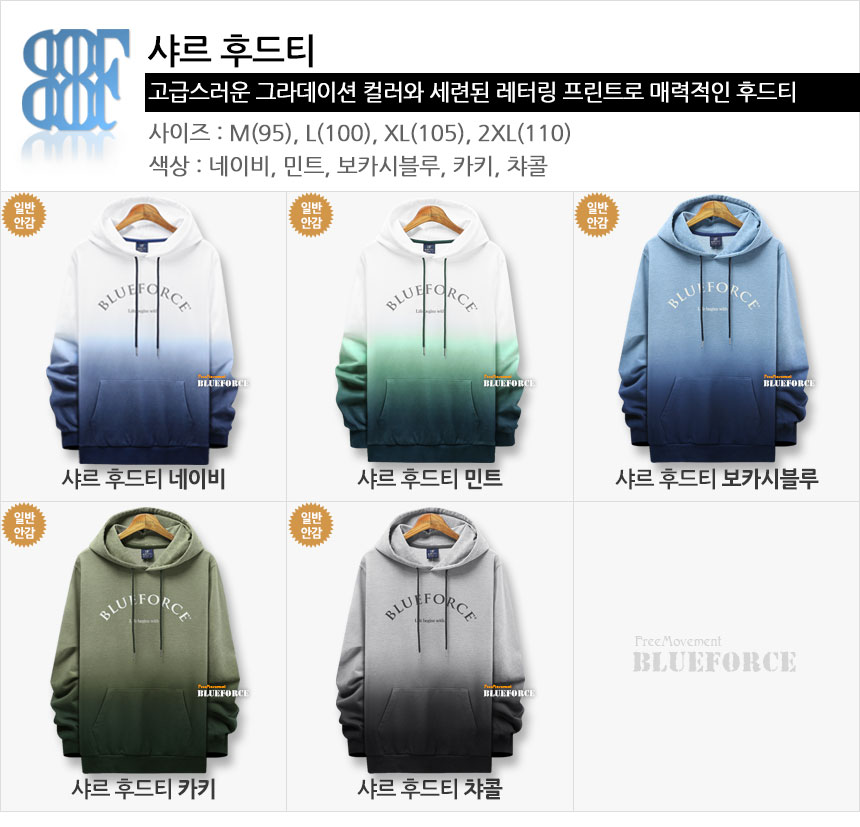 샤르 후드티
고급스러운 그라데이션 컬러와 세련된 레터링 프린트로 매력적인 후드티
사이즈 : M(95), L(100), XL(105), 2XL(110)
색상 : 네이비, 민트, 보카시블루, 카키, 챠콜
일반
안감
BLUEFORCE
Life begins with
FreeMovement
BLUEFORCE
샤르 후드티 네이비
일반
안감
BLUEFORCE
Life begins with
FreeMovement
BLUEFORCE
샤르 후드티 민트
일반
안감
BLUEFORCE
Life begins with
FreeMovement
BLUEFORCE
샤르 후드티 보카시블루
일반
안감
BLUEFORCE
Life begins with
FreeMovement
BLUEFORCE
샤르 후드티 카키
일반
안감
BLUEFORCE
Life begins with
FreeMovement
BLUEFORCE
샤르 후드티 챠콜
FreeMovement
BLUEFORCE